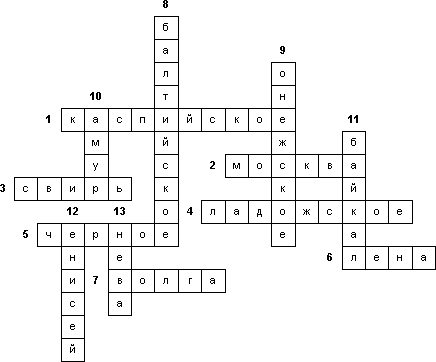 1 каспийское
2 москва
3 свирь
4 ладожское
5 черное
6 лена
7 волга
8 балтийское
9 онежское
10 амур
11 байкал
12 енисей
13 нева